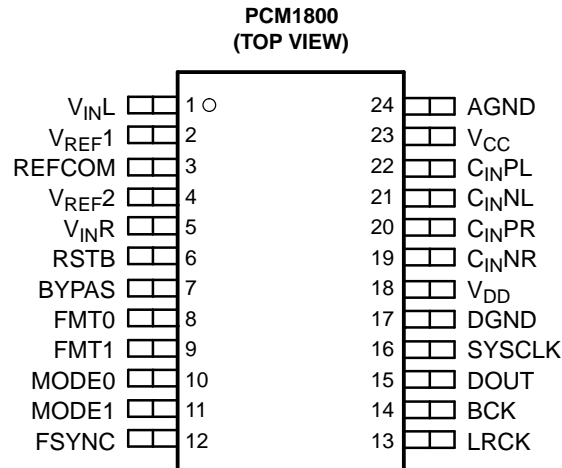 PCM1800
(TOP VIEW)
VINL 1 24 AGND
VREF1 2 23 VCC
REFCOM 3 22 CINPL
VREF2 4 21 CINNL
VINR 5 20 CINPR
RSTB 6 19 CINNR
BYPAS 7 18 VDD
FMT0 8 17 DGND
FMT1 9 16 SYSCLK
MODE0 10 15 DOUT
MODE1 11 14 BCK
FSYNC 12 13 LRCK